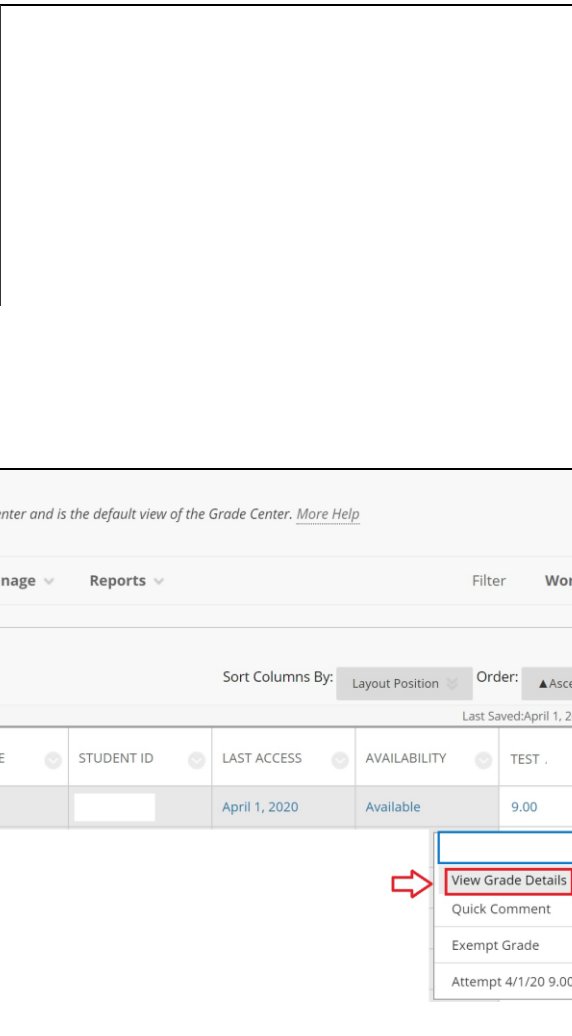 enter and is the default view of the Grade Center. More Help
nage Reports Filter Wor
Sort Columns By: Layout Position Order: ▲Asce
Last Saved:April 1, 2
E STUDENT ID LAST ACCESS AVAILABILITY TEST .
April 1, 2020 Available 9.00
View Grade Details
Quick Comment
Exempt Grade
Attempt 4/1/20 9.00